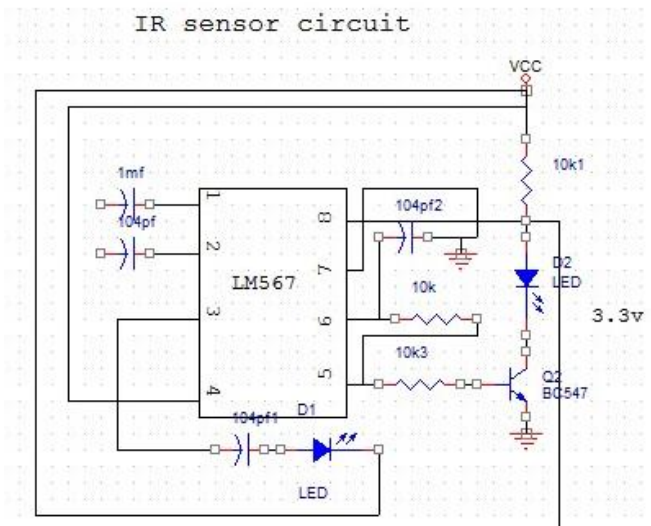 IR sensor circuit
VCC
10k1
1mf
104pf
1
2
3
4
LM567
8
7
6
5
104pf2
10k
10k3
D2
LED
3.3v
Q2
BC547
104pf1
D1
LED